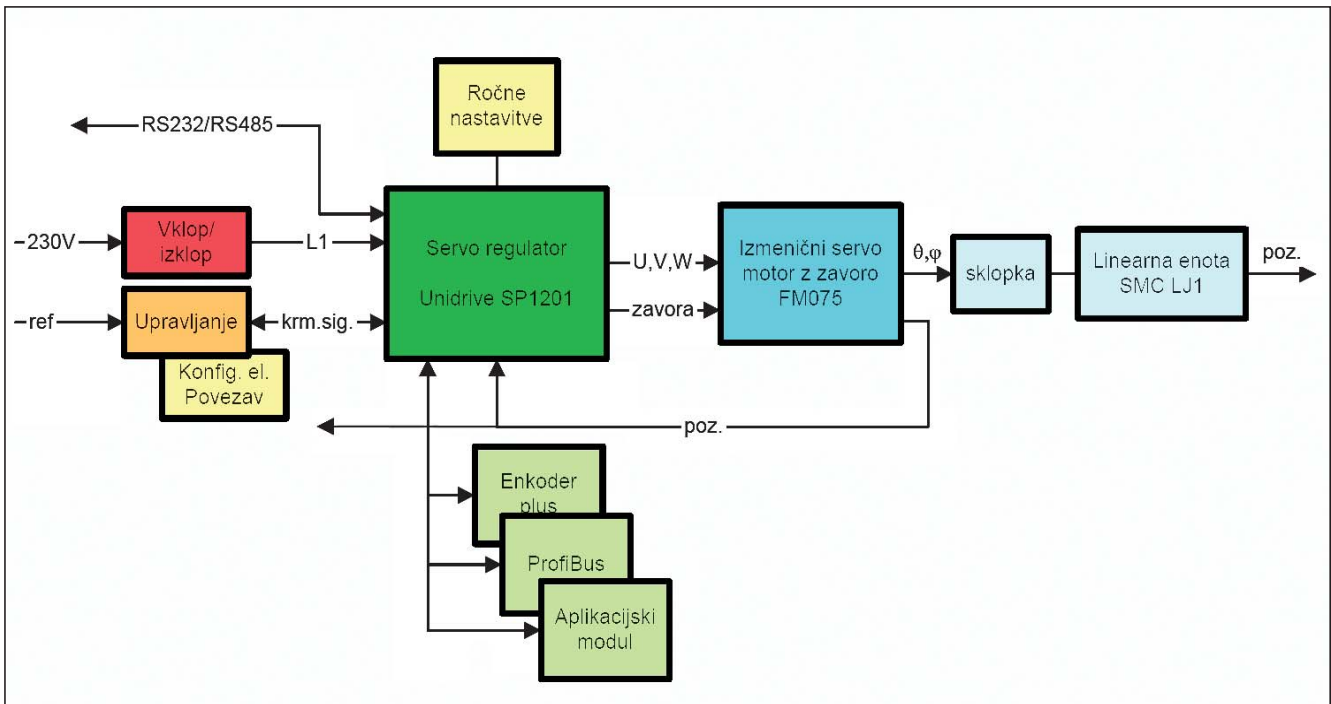 Ročne
nastavitve
RS232/RS485
~230V
Vklop/
izklop
L1
Servo regulator
Unidrive SP1201
U,V,W
zavora
Izmenični servo
motor z zavoro
FM075
θ,φ
sklopka
Linearna enota
SMC LJ1
poz.
~ref
Upravljanje
krm.sig.
Konfig. el.
Povezav
poz.
Enkoder
plus
ProfiBus
Aplikacijski
modul